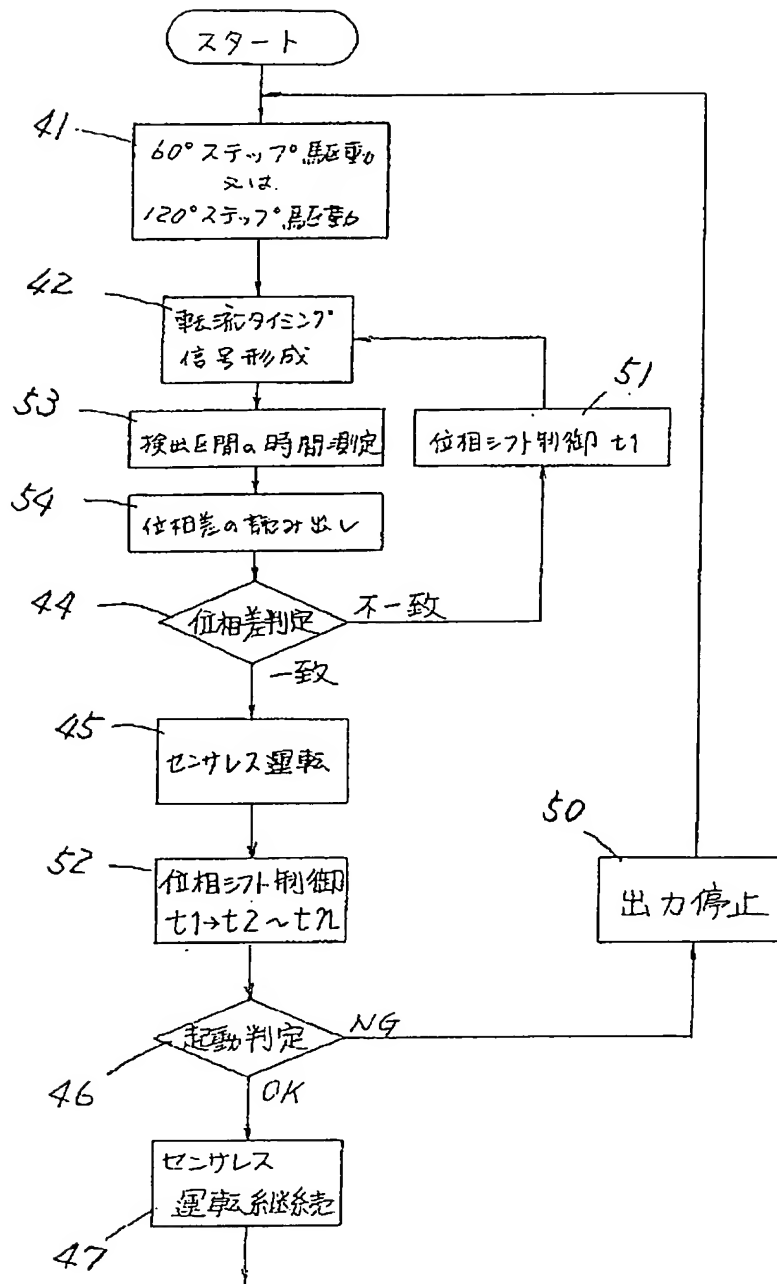 スタート
41
60°ステップ駆動
又は
120°ステップ駆動
42
転流タイミング
信号形成
53
検出区間の時間測定
51
位相シフト制御 t1
54
位相差の読み出し
44
位相差判定
不一致
一致
45
センサレス運転
52
位相シフト制御
t1→t2~tn
50
出力停止
46
起動判定
NG
OK
47
センサレス
運転継続